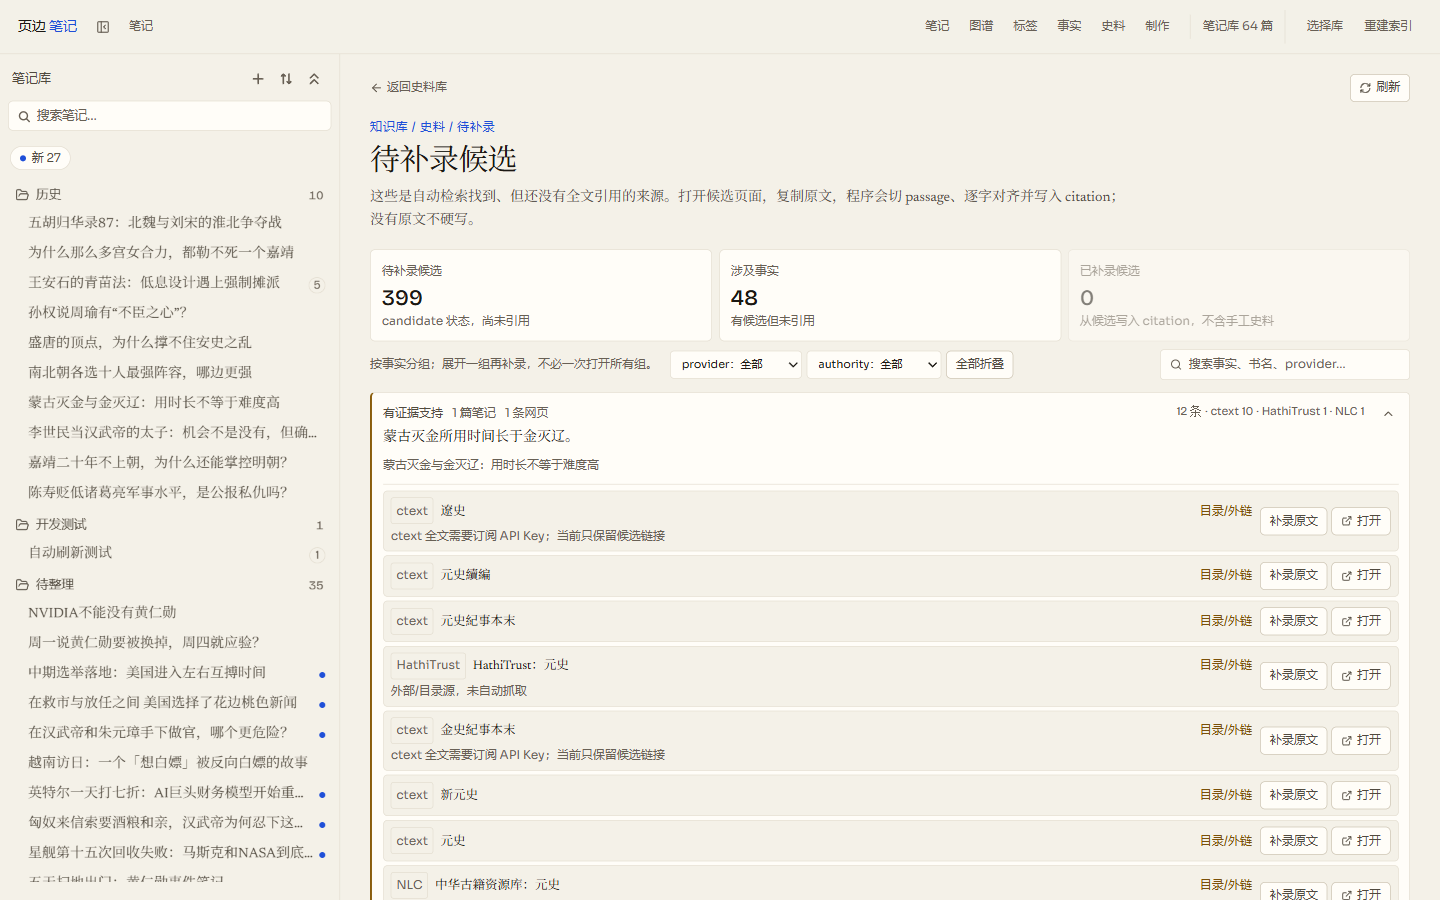 页边 笔记
笔记
笔记 图谱 标签 事实 史料 制作 笔记库 64 篇 选择库 重建索引
笔记库
搜索笔记...
新 27
历史 10
五胡归华录87：北魏与刘宋的淮北争夺战
为什么那么多宫女合力，都勒不死一个嘉靖
王安石的青苗法：低息设计遇上强制摊派 5
孙权说周瑜有“不臣之心”？
盛唐的顶点，为什么撑不住安史之乱
南北朝各选十人最强阵容，哪边更强
蒙古灭金与金灭辽：用时长不等于难度高
李世民当汉武帝的太子：机会不是没有，但确...
嘉靖二十年不上朝，为什么还能掌控明朝？
陈寿贬低诸葛亮军事水平，是公报私仇吗？
开发测试 1
自动刷新测试 1
待整理 35
NVIDIA不能没有黄仁勋
周一说黄仁勋要被换掉，周四就应验？
中期选举落地：美国进入左右互搏时间
在救市与放任之间 美国选择了花边桃色新闻
在汉武帝和朱元璋手下做官，哪个更危险？
越南访日：一个「想白嫖」被反向白嫖的故事
英特尔一天打七折：AI巨头财务模型开始重...
匈奴来信索要酒粮和亲，汉武帝为何忍下这...
星舰第十五次回收失败：马斯克和NASA到底...
返回史料库
刷新
知识库 / 史料 / 待补录
待补录候选
这些是自动检索找到、但还没有全文引用的来源。打开候选页面，复制原文，程序会切 passage、逐字对齐并写入 citation；
没有原文不硬写。
待补录候选
399
candidate 状态，尚未引用
涉及事实
48
有候选但未引用
已补录候选
0
从候选写入 citation，不含手工史料
按事实分组；展开一组再补录，不必一次打开所有组。 provider：全部 authority：全部 全部折叠 搜索事实、书名、provider...
有证据支持 1 篇笔记 1 条网页 12 条 · ctext 10 · HathiTrust 1 · NLC 1
蒙古灭金所用时间长于金灭辽。
蒙古灭金与金灭辽：用时长不等于难度高
ctext 遼史 目录/外链 补录原文 打开
ctext 全文需要订阅 API Key；当前只保留候选链接
ctext 元史續編 目录/外链 补录原文 打开
ctext 元史紀事本末 目录/外链 补录原文 打开
HathiTrust HathiTrust：元史 目录/外链 补录原文 打开
外部/目录源，未自动抓取
ctext 金史紀事本末 目录/外链 补录原文 打开
ctext 全文需要订阅 API Key；当前只保留候选链接
ctext 新元史 目录/外链 补录原文 打开
ctext 元史 目录/外链 补录原文 打开
NLC 中华古籍资源库：元史 目录/外链 补录原文 打开